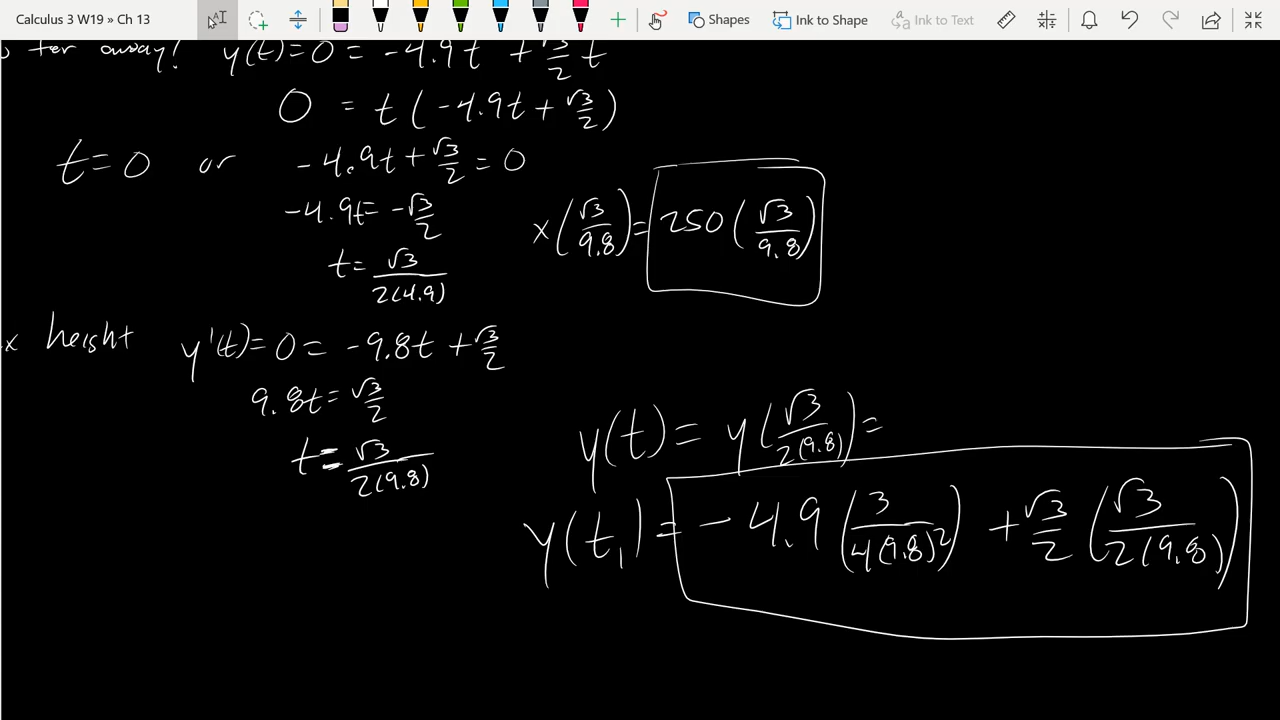 Calculus 3 W19 » Ch 13
Shapes
Ink to Shape
Ink to Text
far away? y(t)=0 = -4.9t + √3/2 t
0 = t(-4.9t + √3/2)
t=0 or -4.9t + √3/2 = 0
-4.9t = -√3/2
t = √3/2(4.9)
x(√3/9.8) = 250(√3/9.8)
height y'(t)=0 = -9.8t + √3/2
9.8t = √3/2
t = √3/2(9.8)
y(t) = y(√3/2(9.8)) =
y(t₁) = -4.9(3/4(9.8)²) + √3/2(√3/2(9.8))